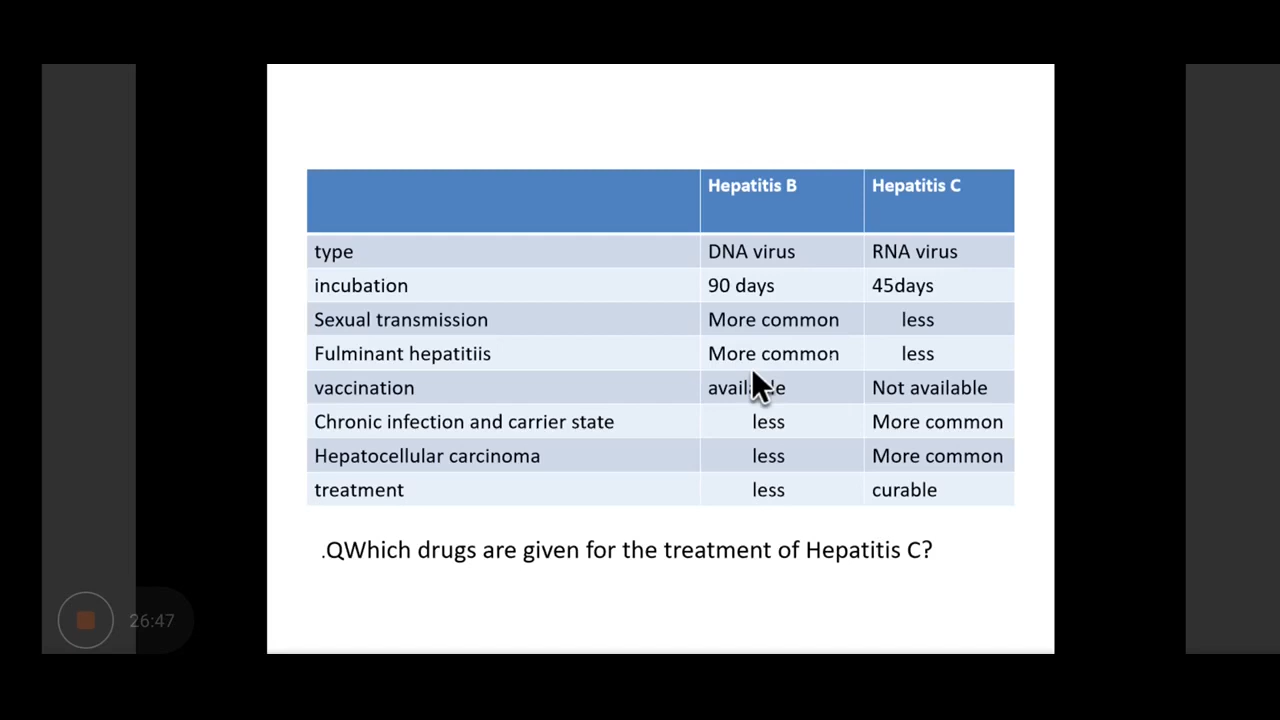 Hepatitis B Hepatitis C
type DNA virus RNA virus
incubation 90 days 45days
Sexual transmission More common less
Fulminant hepatitiis More common less
vaccination available Not available
Chronic infection and carrier state less More common
Hepatocellular carcinoma less More common
treatment less curable
.QWhich drugs are given for the treatment of Hepatitis C?
26:47